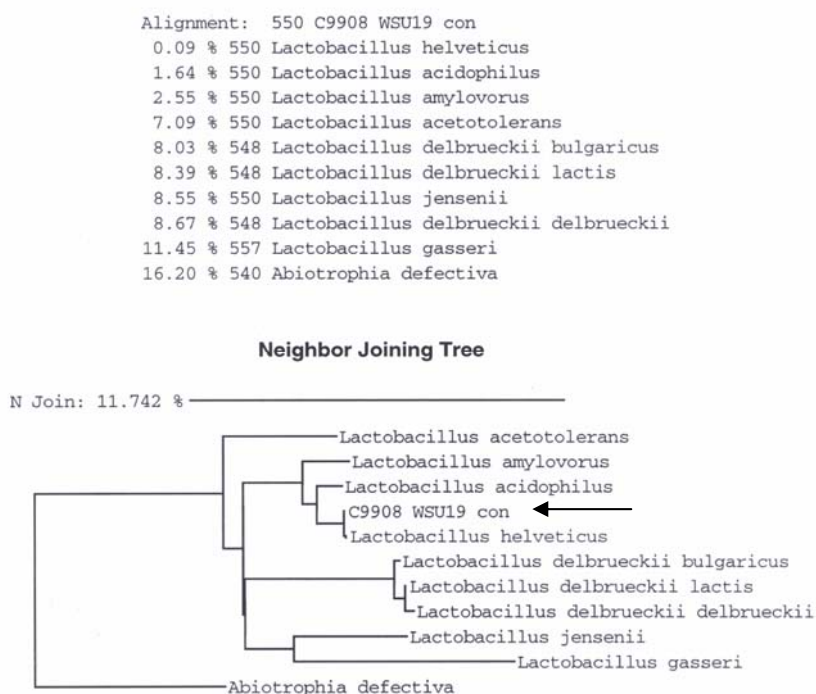 Alignment: 550 C9908 WSU19 con
0.09 % 550 Lactobacillus helveticus
1.64 % 550 Lactobacillus acidophilus
2.55 % 550 Lactobacillus amylovorus
7.09 % 550 Lactobacillus acetotolerans
8.03 % 548 Lactobacillus delbrueckii bulgaricus
8.39 % 548 Lactobacillus delbrueckii lactis
8.55 % 550 Lactobacillus jensenii
8.67 % 548 Lactobacillus delbrueckii delbrueckii
11.45 % 557 Lactobacillus gasseri
16.20 % 540 Abiotrophia defectiva
Neighbor Joining Tree
N Join: 11.742 %
Lactobacillus acetotolerans
Lactobacillus amylovorus
Lactobacillus acidophilus
C9908 WSU19 con
Lactobacillus helveticus
Lactobacillus delbrueckii bulgaricus
Lactobacillus delbrueckii lactis
Lactobacillus delbrueckii delbrueckii
Lactobacillus jensenii
Lactobacillus gasseri
Abiotrophia defectiva